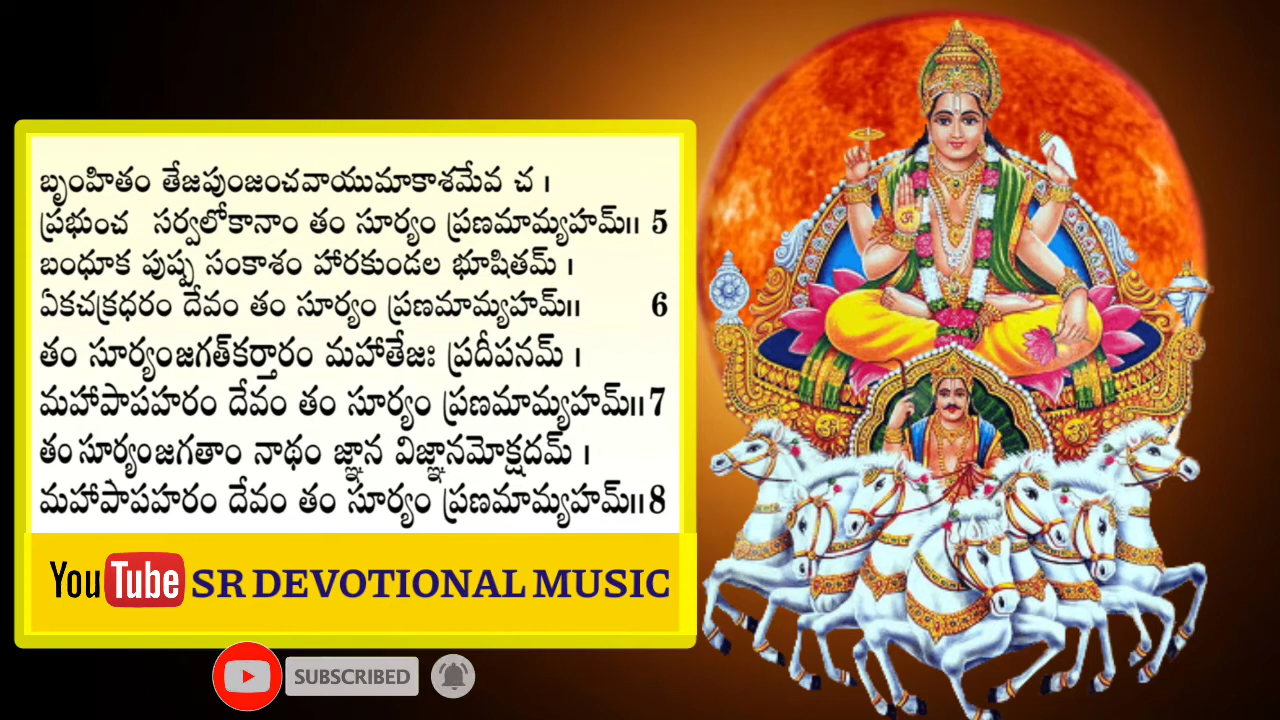 బృంహితం తేజపుంజంచవాయుమాకాశమేవ చ ।
ప్రభుంచ సర్వలోకానాం తం సూర్యం ప్రణమామ్యహమ్॥ 5
బంధూక పుష్ప సంకాశం హారకుండల భూషితమ్ ।
ఏకచక్రధరం దేవం తం సూర్యం ప్రణమామ్యహమ్॥ 6
తం సూర్యంజగత్‌కర్తారం మహాతేజః ప్రదీపనమ్ ।
మహాపాపహరం దేవం తం సూర్యం ప్రణమామ్యహమ్॥ 7
తం సూర్యంజగతాం నాథం జ్ఞాన విజ్ఞానమోక్షదమ్ ।
మహాపాపహరం దేవం తం సూర్యం ప్రణమామ్యహమ్॥ 8
YouTube SR DEVOTIONAL MUSIC
SUBSCRIBED